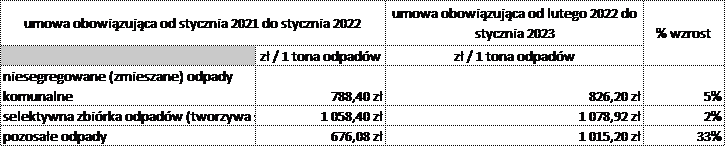 umowa obowiązująca od stycznia 2021 do stycznia 2022
umowa obowiązująca od lutego 2022 do
stycznia 2023
% wzrost
zł / 1 tona odpadów
zł / 1 tona odpadów
niesegregowane (zmieszane) odpady
komunalne
788,40 zł
826,20 zł
5%
selektywna zbiórka odpadów (tworzywa
1 058,40 zł
1 078,92 zł
2%
pozosałe odpady
676,08 zł
1 015,20 zł
33%